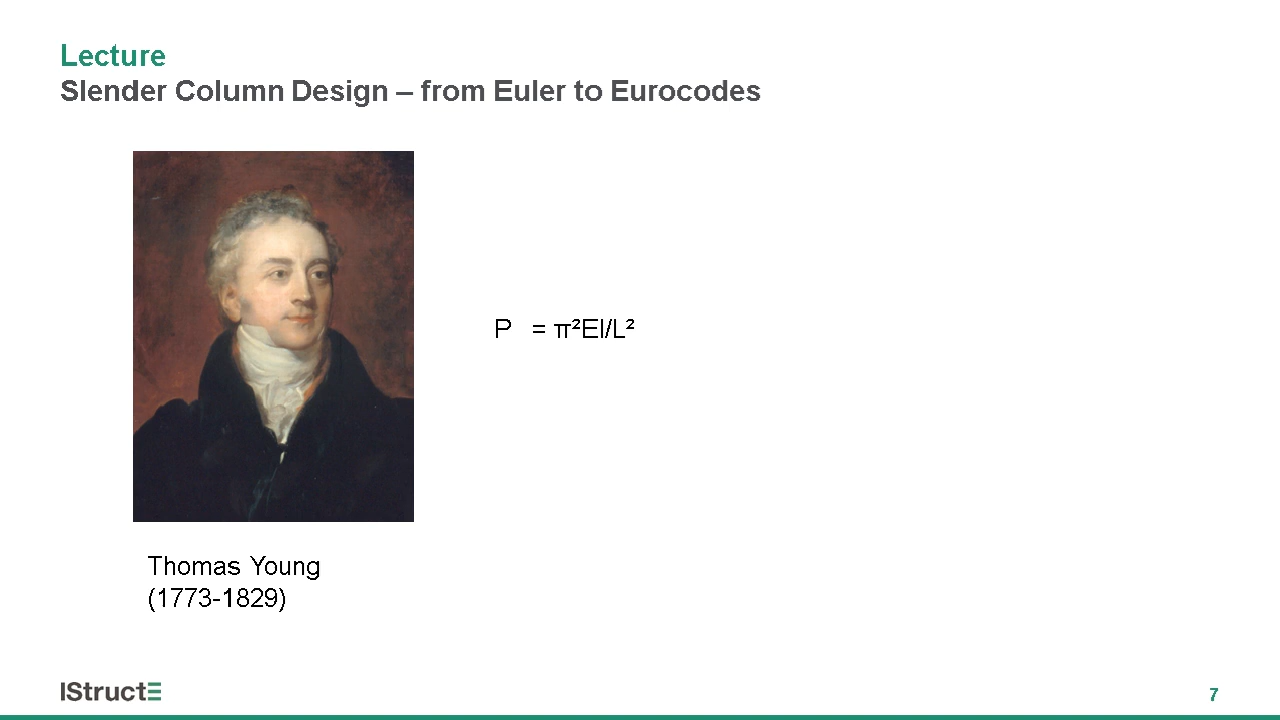 Lecture
Slender Column Design – from Euler to Eurocodes
P = π²EI/L²
Thomas Young
(1773-1829)
IStructE
7